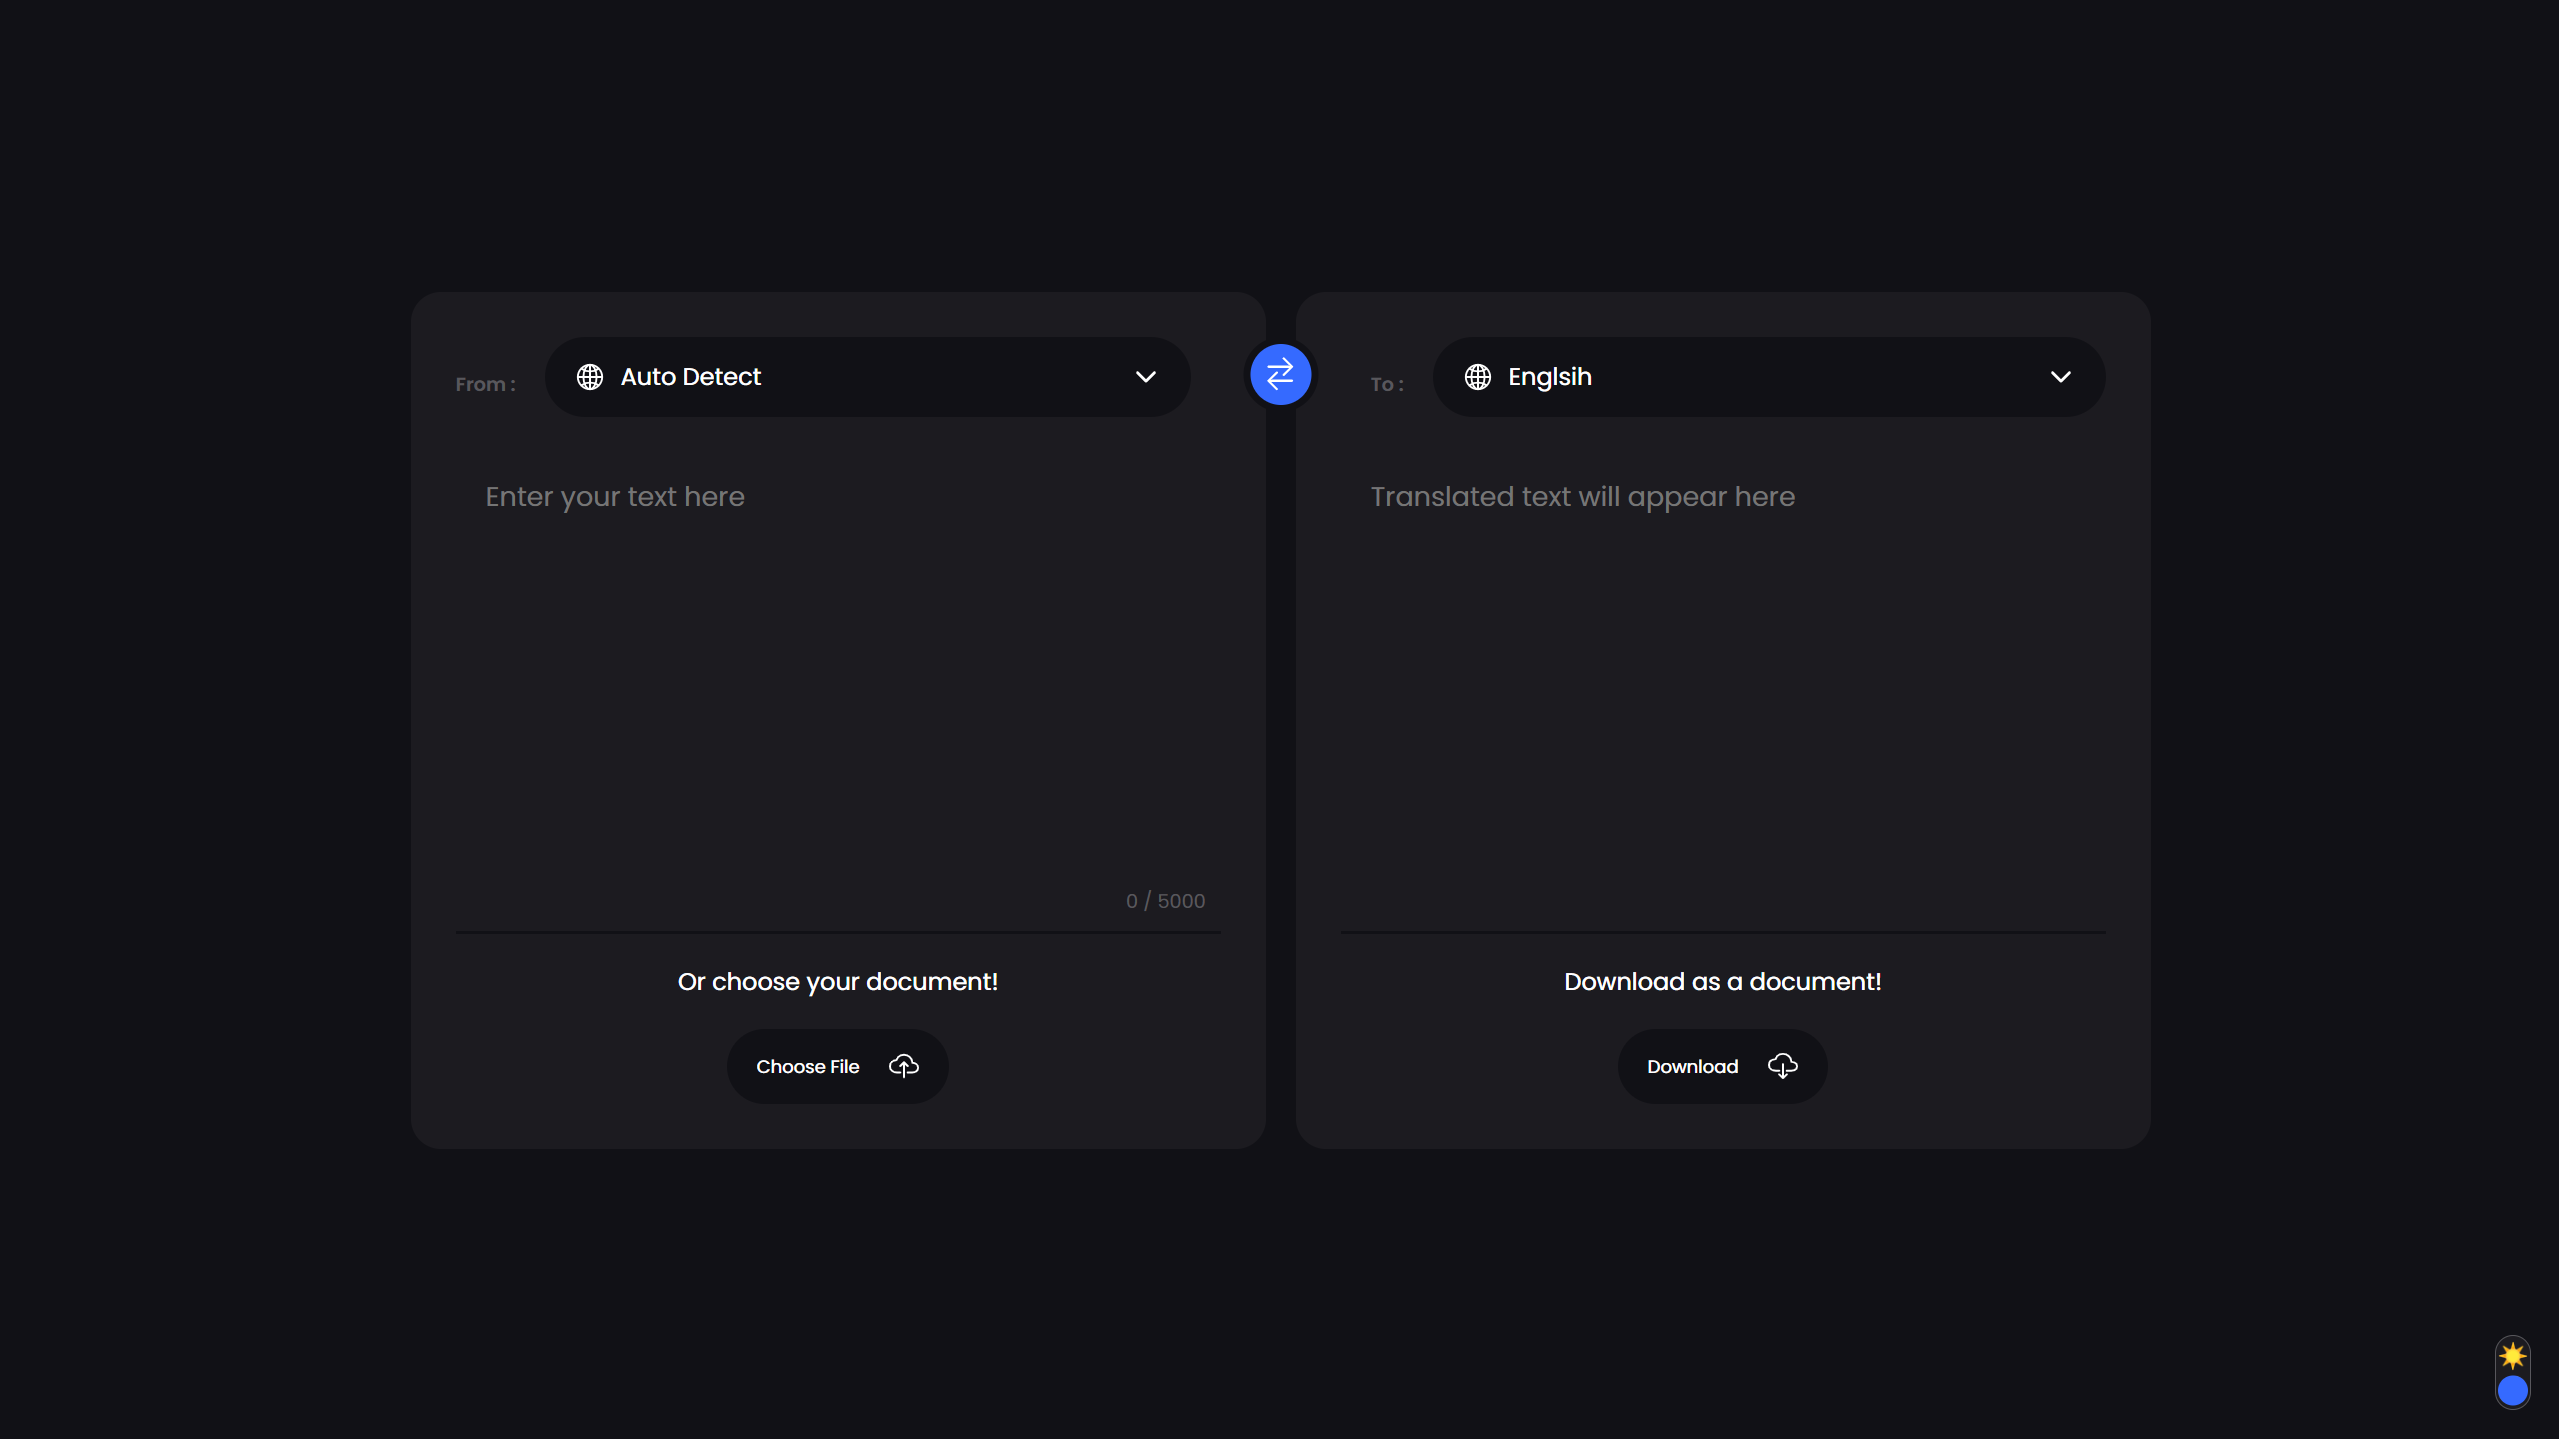 From :
Auto Detect
Enter your text here
0 / 5000
Or choose your document!
Choose File
To :
Englsih
Translated text will appear here
Download as a document!
Download